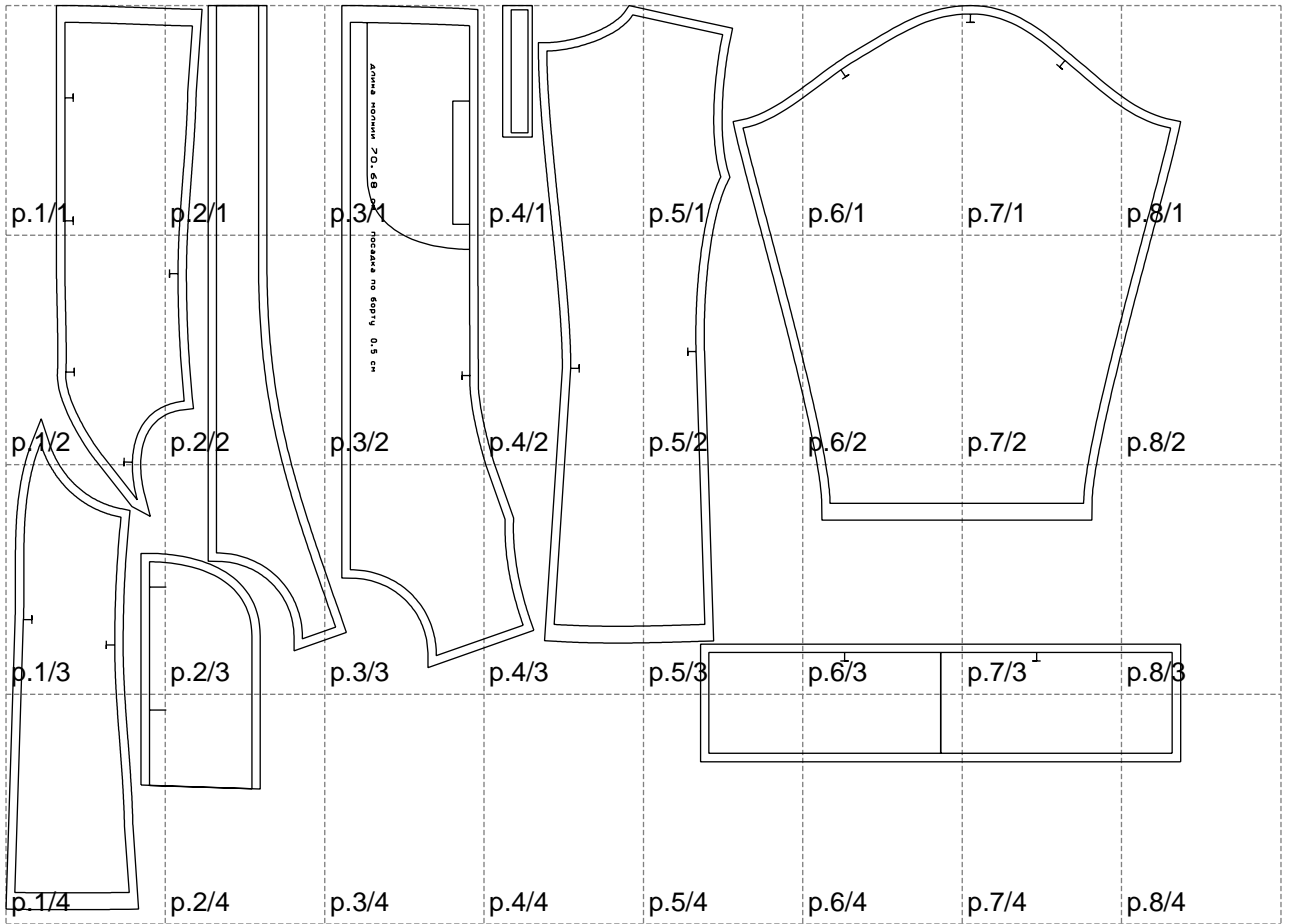 длина молнии 70.68 см посадка по борту 0.5 см
p.1/1 p.2/1 p.3/1 p.4/1 p.5/1 p.6/1 p.7/1 p.8/1
p.1/2 p.2/2 p.3/2 p.4/2 p.5/2 p.6/2 p.7/2 p.8/2
p.1/3 p.2/3 p.3/3 p.4/3 p.5/3 p.6/3 p.7/3 p.8/3
p.1/4 p.2/4 p.3/4 p.4/4 p.5/4 p.6/4 p.7/4 p.8/4